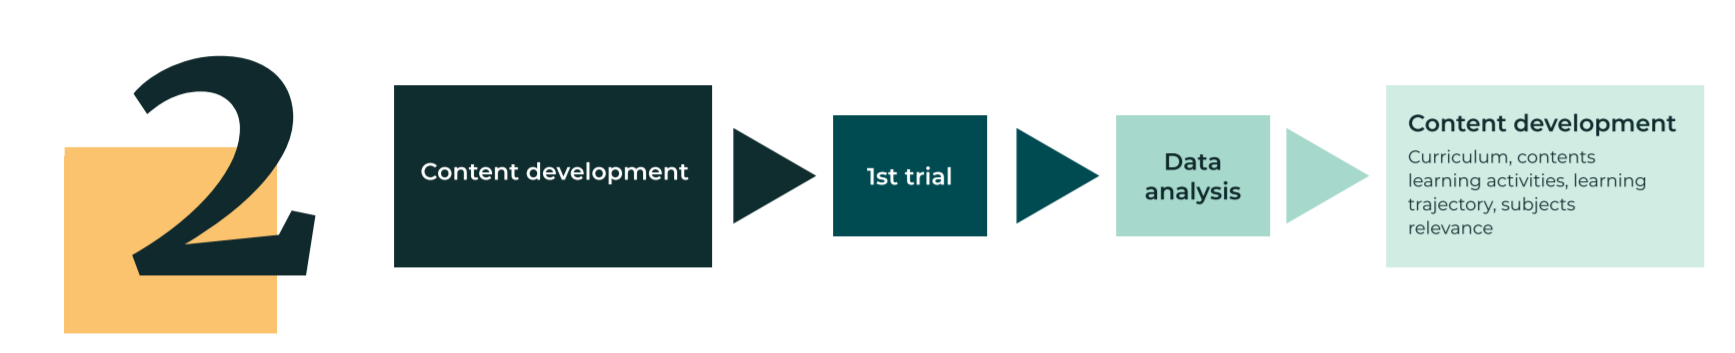 2
Content development
1st trial
Data
analysis
Content development
Curriculum, contents
learning activities, learning
trajectory, subjects
relevance